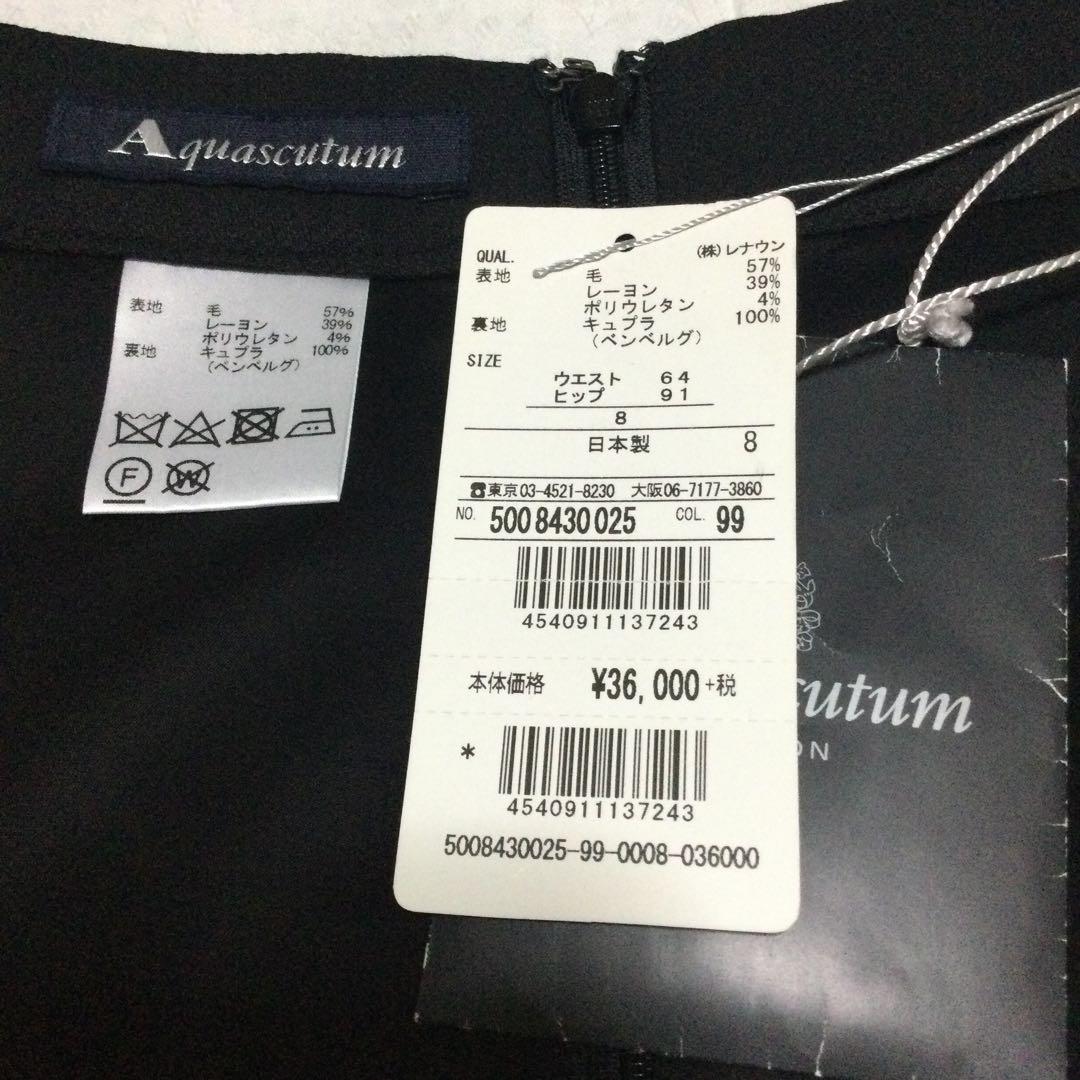 Aquascutum
表地 毛 57%
レーヨン 39%
ポリウレタン 4%
裏地 キュプラ 100%
(ベンベルグ)
F
W
QUAL. (株)レナウン
表地 毛 57%
レーヨン 39%
ポリウレタン 4%
裏地 キュプラ 100%
(ベンベルグ)
SIZE
ウエスト 64
ヒップ 91
8
日本製 8
☎東京03-4521-8230 大阪06-7177-3860
NO. 5008430025 COL. 99
4540911137243
本体価格 ¥36,000+税
*
4540911137243
5008430025-99-0008-036000
cutum
ON